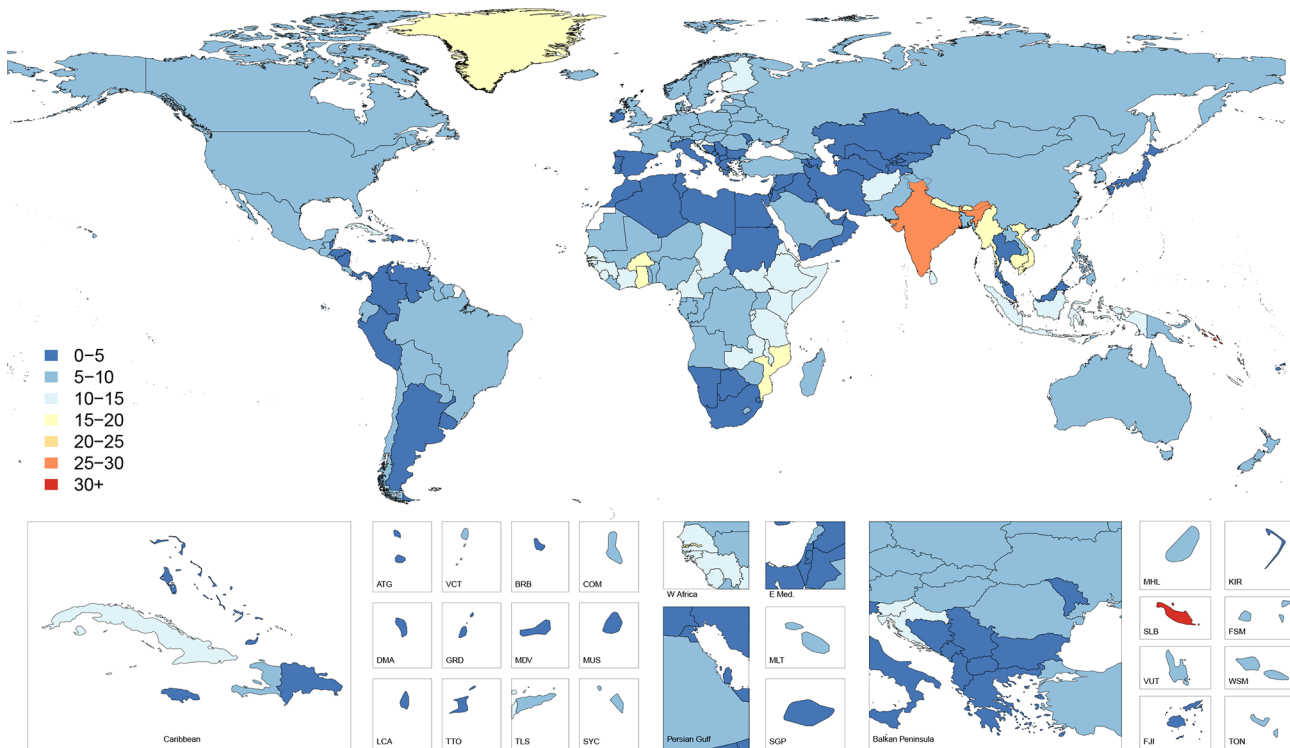 0−5
5−10
10−15
15−20
20−25
25−30
30+
ATG
VCT
BRB
COM
W Africa
E Med.
MHL
KIR
DMA
GRD
MDV
MUS
MLT
SLB
FSM
VUT
WSM
Caribbean
LCA
TTO
TLS
SYC
Persian Gulf
SGP
Balkan Peninsula
FJI
TON